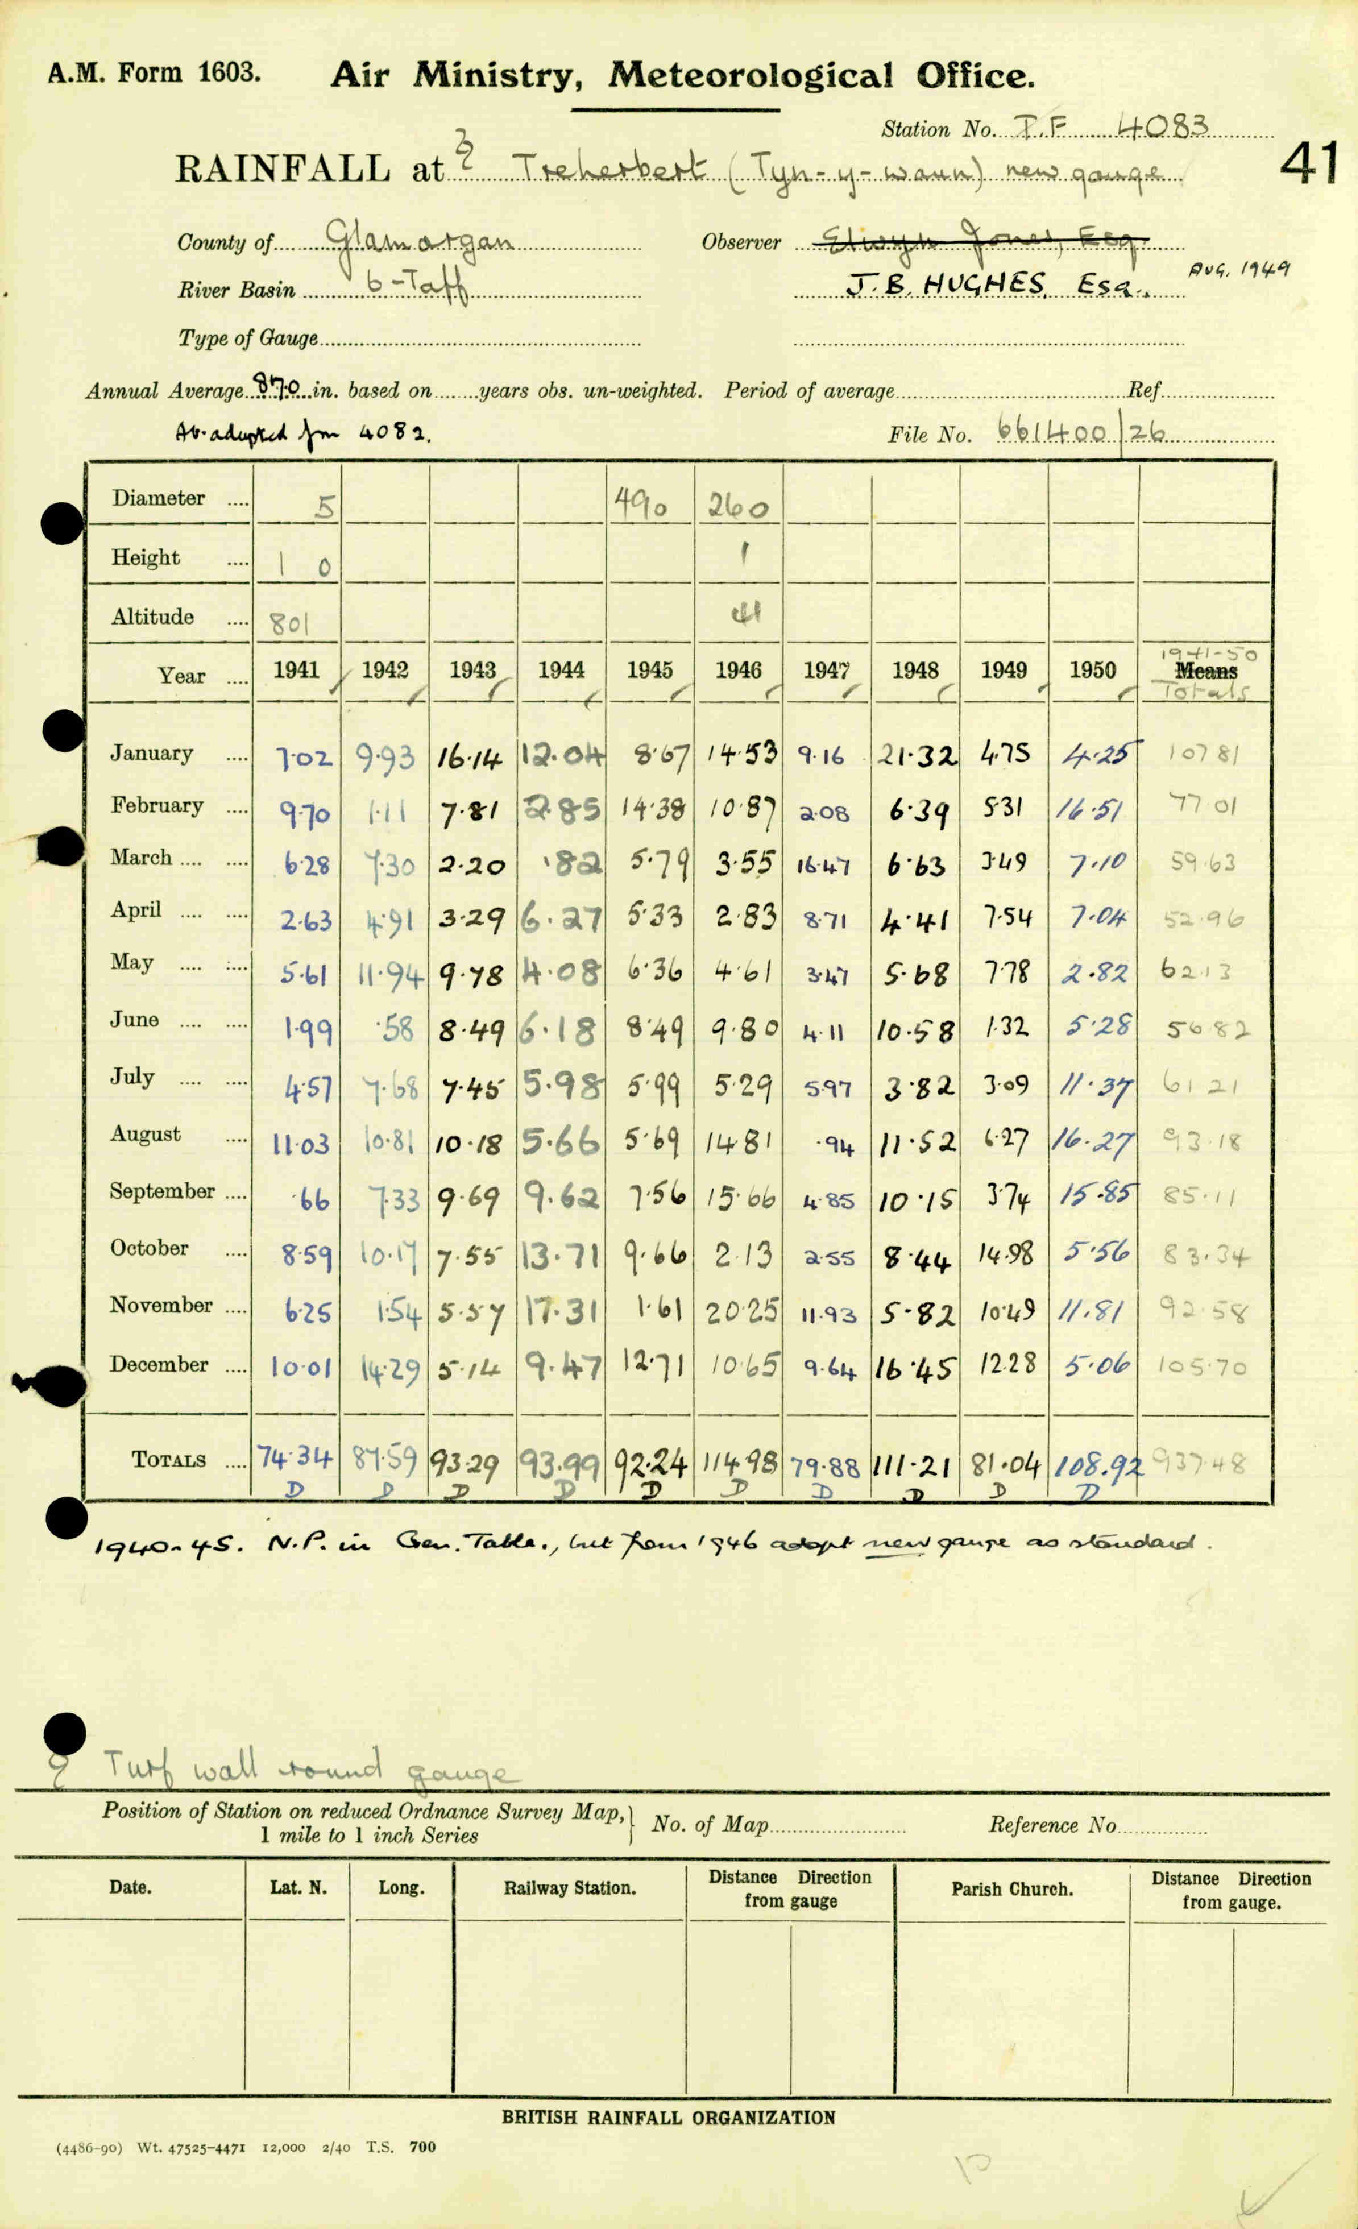 A.M. Form 1603. Air Ministry, Meteorological Office.
Station No. T.F 4083
RAINFALL at Treherbert (Tyn-y-waun) new gauge 41
County of Glamorgan Observer Elwyn Jones, Esq.
River Basin 6-Taff J.B. HUGHES, Esq., AUG. 1949
Type of Gauge
Annual Average 87.0 in. based on years obs. un-weighted. Period of average Ref.
Av. adopted fm 4082. File No. 661400/26
Diameter .... 5 490 260
Height .... 1 0 1
Altitude .... 801 41
Year .... 1941 1942 1943 1944 1945 1946 1947 1948 1949 1950 1941-50 Means Totals
January .... 7.02 9.93 16.14 12.04 8.67 14.53 9.16 21.32 4.75 4.25 107 81
February .... 9.70 1.11 7.81 2.85 14.38 10.87 2.08 6.39 5.31 16.51 77 01
March .... .... 6.28 7.30 2.20 .82 5.79 3.55 16.47 6.63 3.49 7.10 59.63
April .... .... 2.63 4.91 3.29 6.27 5.33 2.83 8.71 4.41 7.54 7.04 52.96
May .... .... 5.61 11.94 9.78 4.08 6.36 4.61 3.47 5.68 7.78 2.82 62.13
June .... .... 1.99 .58 8.49 6.18 8.49 9.80 4.11 10.58 1.32 5.28 56 82
July .... .... 4.57 7.68 7.45 5.98 5.99 5.29 5.97 3.82 3.09 11.37 61 21
August .... 11.03 10.81 10.18 5.66 5.69 14.81 .94 11.52 6.27 16.27 93.18
September .... .66 7.33 9.69 9.62 7.56 15.66 4.85 10.15 3.74 15.85 85.11
October .... 8.59 10.17 7.55 13.71 9.66 2.13 2.55 8.44 14.98 5.56 83.34
November .... 6.25 1.54 5.57 17.31 1.61 20.25 11.93 5.82 10.49 11.81 92.58
December .... 10.01 14.29 5.14 9.47 12.71 10.65 9.64 16.45 12.28 5.06 105.70
TOTALS .... 74.34 87.59 93.29 93.99 92.24 114.98 79.88 111.21 81.04 108.92 937.48
D D D D D D D D D D
1940-45. N.P. in Gen. Table., but from 1946 adopt new gauge as standard.
Turf wall round gauge
Position of Station on reduced Ordnance Survey Map, 1 mile to 1 inch Series } No. of Map Reference No.
Date. Lat. N. Long. Railway Station. Distance Direction from gauge Parish Church. Distance Direction from gauge.
BRITISH RAINFALL ORGANIZATION
(4486-90) Wt. 47525-4471 12,000 2/40 T.S. 700